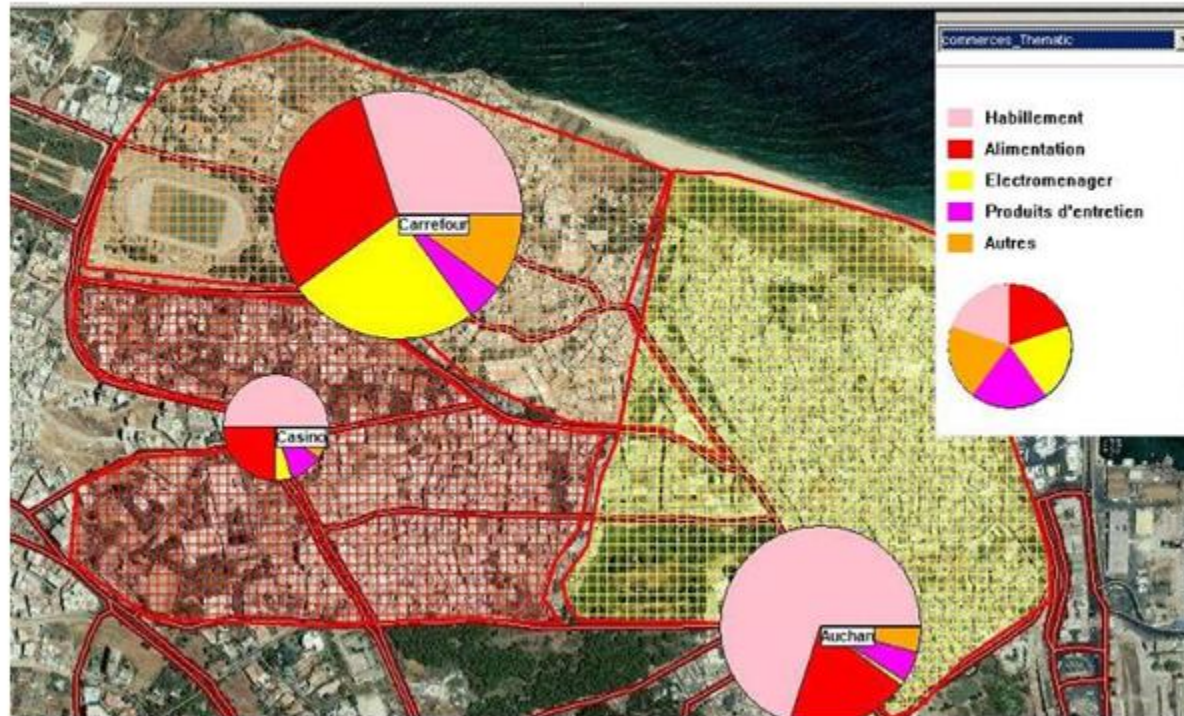 commerces_Thematic
Habillement
Alimentation
Electromenager
Produits d'entretien
Autres
Carrefour
Casino
Auchan